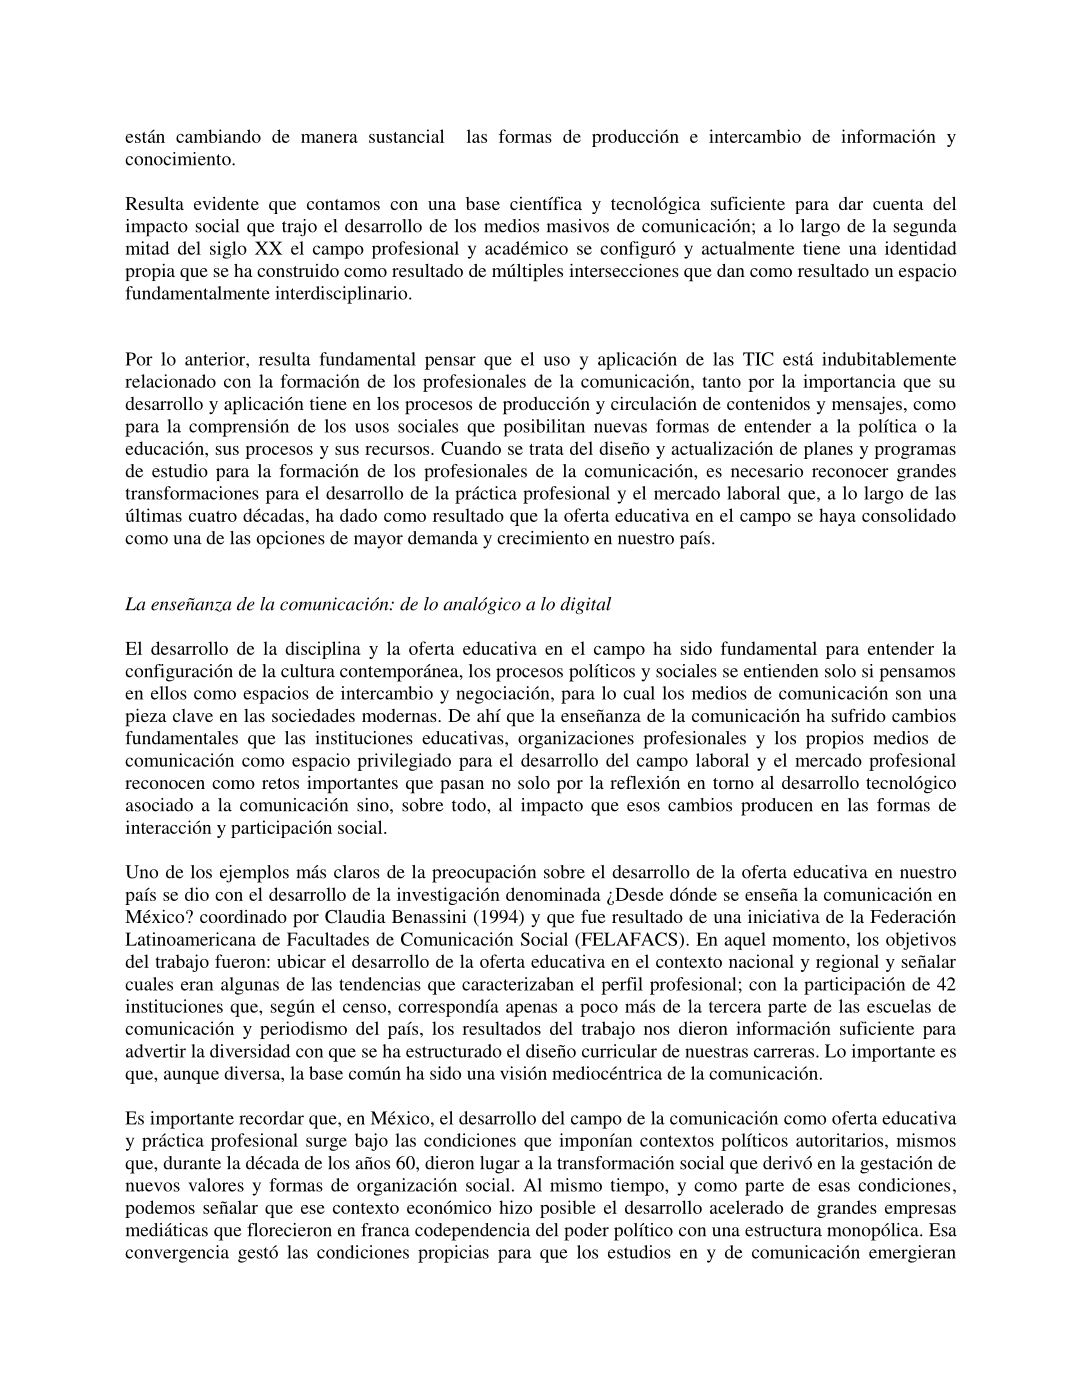 están cambiando de manera sustancial las formas de producción e intercambio de información y
conocimiento.
Resulta evidente que contamos con una base científica y tecnológica suficiente para dar cuenta del
impacto social que trajo el desarrollo de los medios masivos de comunicación; a lo largo de la segunda
mitad del siglo XX el campo profesional y académico se configuró y actualmente tiene una identidad
propia que se ha construido como resultado de múltiples intersecciones que dan como resultado un espacio
fundamentalmente interdisciplinario.
Por lo anterior, resulta fundamental pensar que el uso y aplicación de las TIC está indubitablemente
relacionado con la formación de los profesionales de la comunicación, tanto por la importancia que su
desarrollo y aplicación tiene en los procesos de producción y circulación de contenidos y mensajes, como
para la comprensión de los usos sociales que posibilitan nuevas formas de entender a la política o la
educación, sus procesos y sus recursos. Cuando se trata del diseño y actualización de planes y programas
de estudio para la formación de los profesionales de la comunicación, es necesario reconocer grandes
transformaciones para el desarrollo de la práctica profesional y el mercado laboral que, a lo largo de las
últimas cuatro décadas, ha dado como resultado que la oferta educativa en el campo se haya consolidado
como una de las opciones de mayor demanda y crecimiento en nuestro país.
La enseñanza de la comunicación: de lo analógico a lo digital
El desarrollo de la disciplina y la oferta educativa en el campo ha sido fundamental para entender la
configuración de la cultura contemporánea, los procesos políticos y sociales se entienden solo si pensamos
en ellos como espacios de intercambio y negociación, para lo cual los medios de comunicación son una
pieza clave en las sociedades modernas. De ahí que la enseñanza de la comunicación ha sufrido cambios
fundamentales que las instituciones educativas, organizaciones profesionales y los propios medios de
comunicación como espacio privilegiado para el desarrollo del campo laboral y el mercado profesional
reconocen como retos importantes que pasan no solo por la reflexión en torno al desarrollo tecnológico
asociado a la comunicación sino, sobre todo, al impacto que esos cambios producen en las formas de
interacción y participación social.
Uno de los ejemplos más claros de la preocupación sobre el desarrollo de la oferta educativa en nuestro
país se dio con el desarrollo de la investigación denominada ¿Desde dónde se enseña la comunicación en
México? coordinado por Claudia Benassini (1994) y que fue resultado de una iniciativa de la Federación
Latinoamericana de Facultades de Comunicación Social (FELAFACS). En aquel momento, los objetivos
del trabajo fueron: ubicar el desarrollo de la oferta educativa en el contexto nacional y regional y señalar
cuales eran algunas de las tendencias que caracterizaban el perfil profesional; con la participación de 42
instituciones que, según el censo, correspondía apenas a poco más de la tercera parte de las escuelas de
comunicación y periodismo del país, los resultados del trabajo nos dieron información suficiente para
advertir la diversidad con que se ha estructurado el diseño curricular de nuestras carreras. Lo importante es
que, aunque diversa, la base común ha sido una visión mediocéntrica de la comunicación.
Es importante recordar que, en México, el desarrollo del campo de la comunicación como oferta educativa
y práctica profesional surge bajo las condiciones que imponían contextos políticos autoritarios, mismos
que, durante la década de los años 60, dieron lugar a la transformación social que derivó en la gestación de
nuevos valores y formas de organización social. Al mismo tiempo, y como parte de esas condiciones,
podemos señalar que ese contexto económico hizo posible el desarrollo acelerado de grandes empresas
mediáticas que florecieron en franca codependencia del poder político con una estructura monopólica. Esa
convergencia gestó las condiciones propicias para que los estudios en y de comunicación emergieran